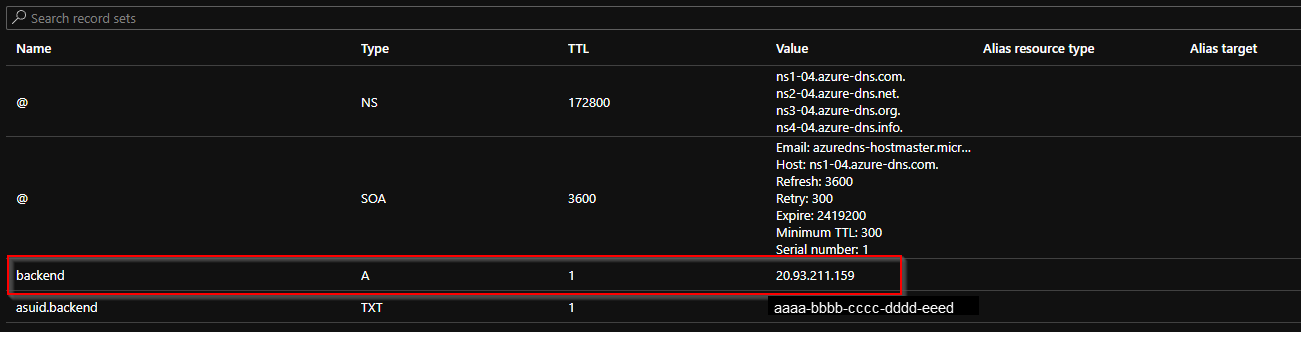 Search record sets
Name Type TTL Value Alias resource type Alias target
@ NS 172800 ns1-04.azure-dns.com.
ns2-04.azure-dns.net.
ns3-04.azure-dns.org.
ns4-04.azure-dns.info.
@ SOA 3600 Email: azuredns-hostmaster.micr...
Host: ns1-04.azure-dns.com.
Refresh: 3600
Retry: 300
Expire: 2419200
Minimum TTL: 300
Serial number: 1
backend A 1 20.93.211.159
asuid.backend TXT 1 aaaa-bbbb-cccc-dddd-eeed